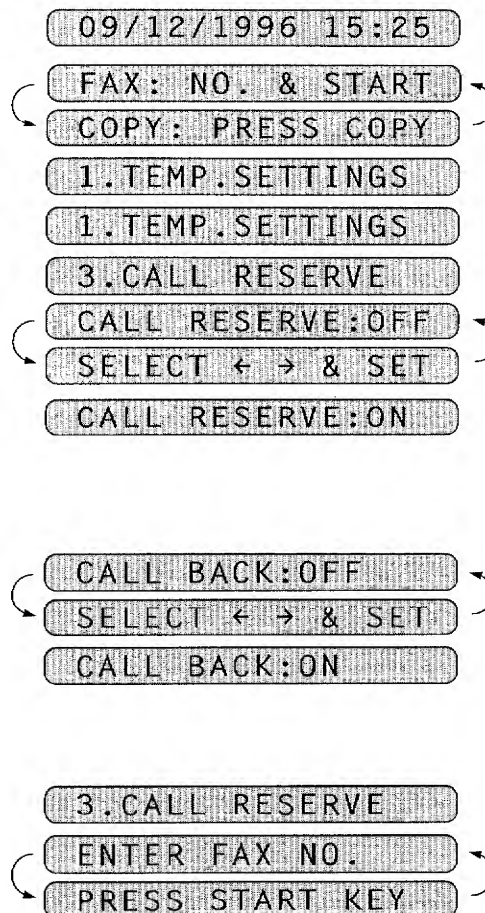 09/12/1996 15:25
FAX: NO. & START
COPY: PRESS COPY
1.TEMP.SETTINGS
1.TEMP.SETTINGS
3.CALL RESERVE
CALL RESERVE:OFF
SELECT ← → & SET
CALL RESERVE:ON
CALL BACK:OFF
SELECT ← → & SET
CALL BACK:ON
3.CALL RESERVE
ENTER FAX NO.
PRESS START KEY